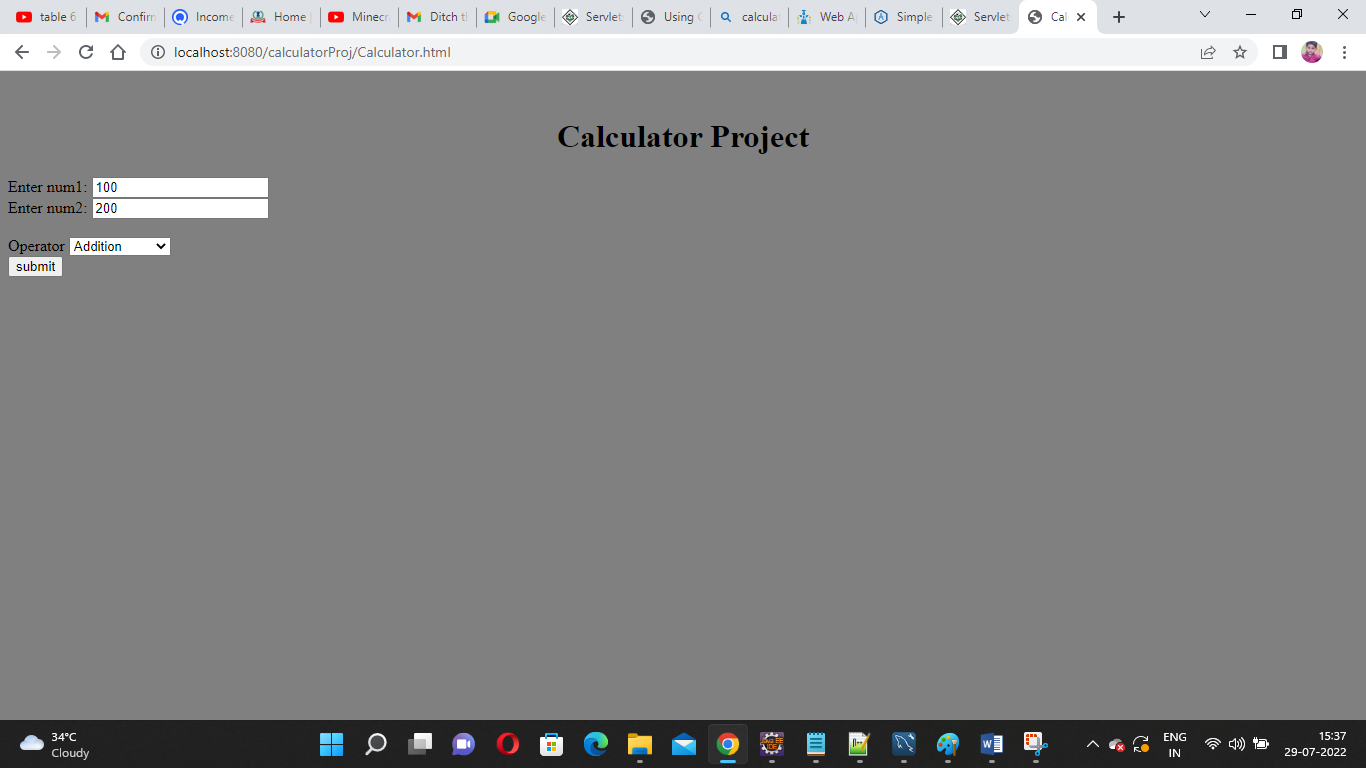 table 6
Confirm
Income
Home
Minecr
Ditch t
Google
Servlet
Using
calcula
Web A
Simple
Servlet
Cal
localhost:8080/calculatorProj/Calculator.html
Calculator Project
Enter num1: 100
Enter num2: 200
Operator Addition
submit
34°C
Cloudy
ENG
IN
15:37
29-07-2022